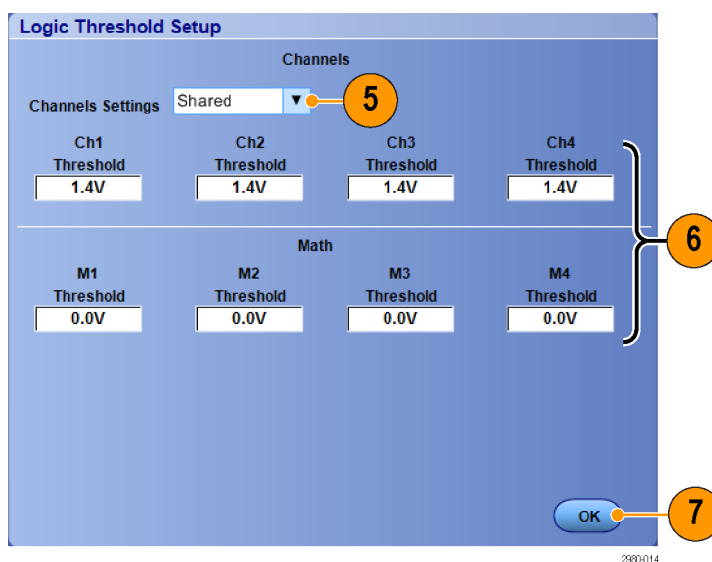 Logic Threshold Setup
Channels
Channels Settings Shared 5
Ch1 Ch2 Ch3 Ch4
Threshold Threshold Threshold Threshold
1.4V 1.4V 1.4V 1.4V
6
Math
M1 M2 M3 M4
Threshold Threshold Threshold Threshold
0.0V 0.0V 0.0V 0.0V
OK 7
2980-014